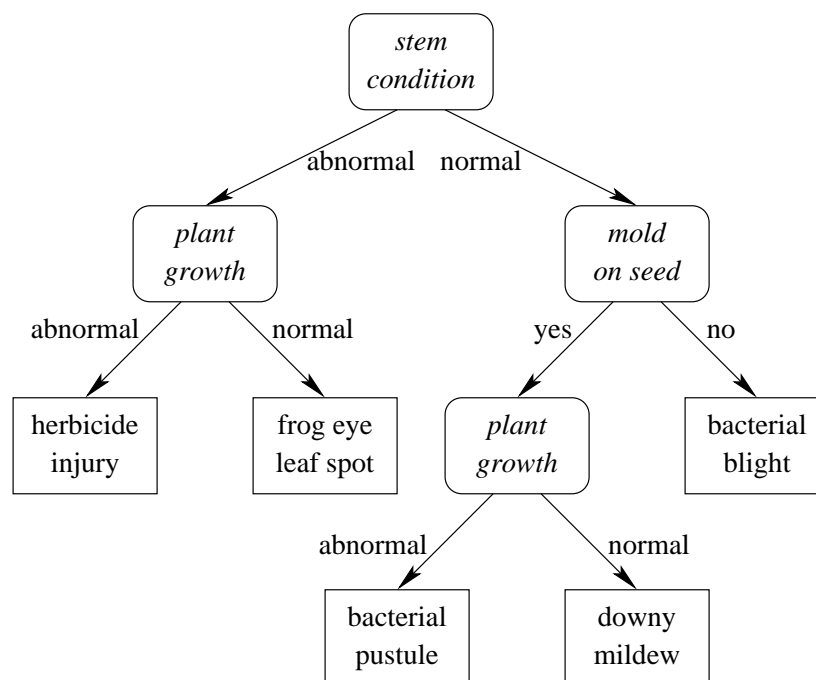 stem
condition
abnormal
normal
plant
growth
mold
on seed
abnormal
normal
yes
no
herbicide
injury
frog eye
leaf spot
plant
growth
bacterial
blight
abnormal
normal
bacterial
pustule
downy
mildew